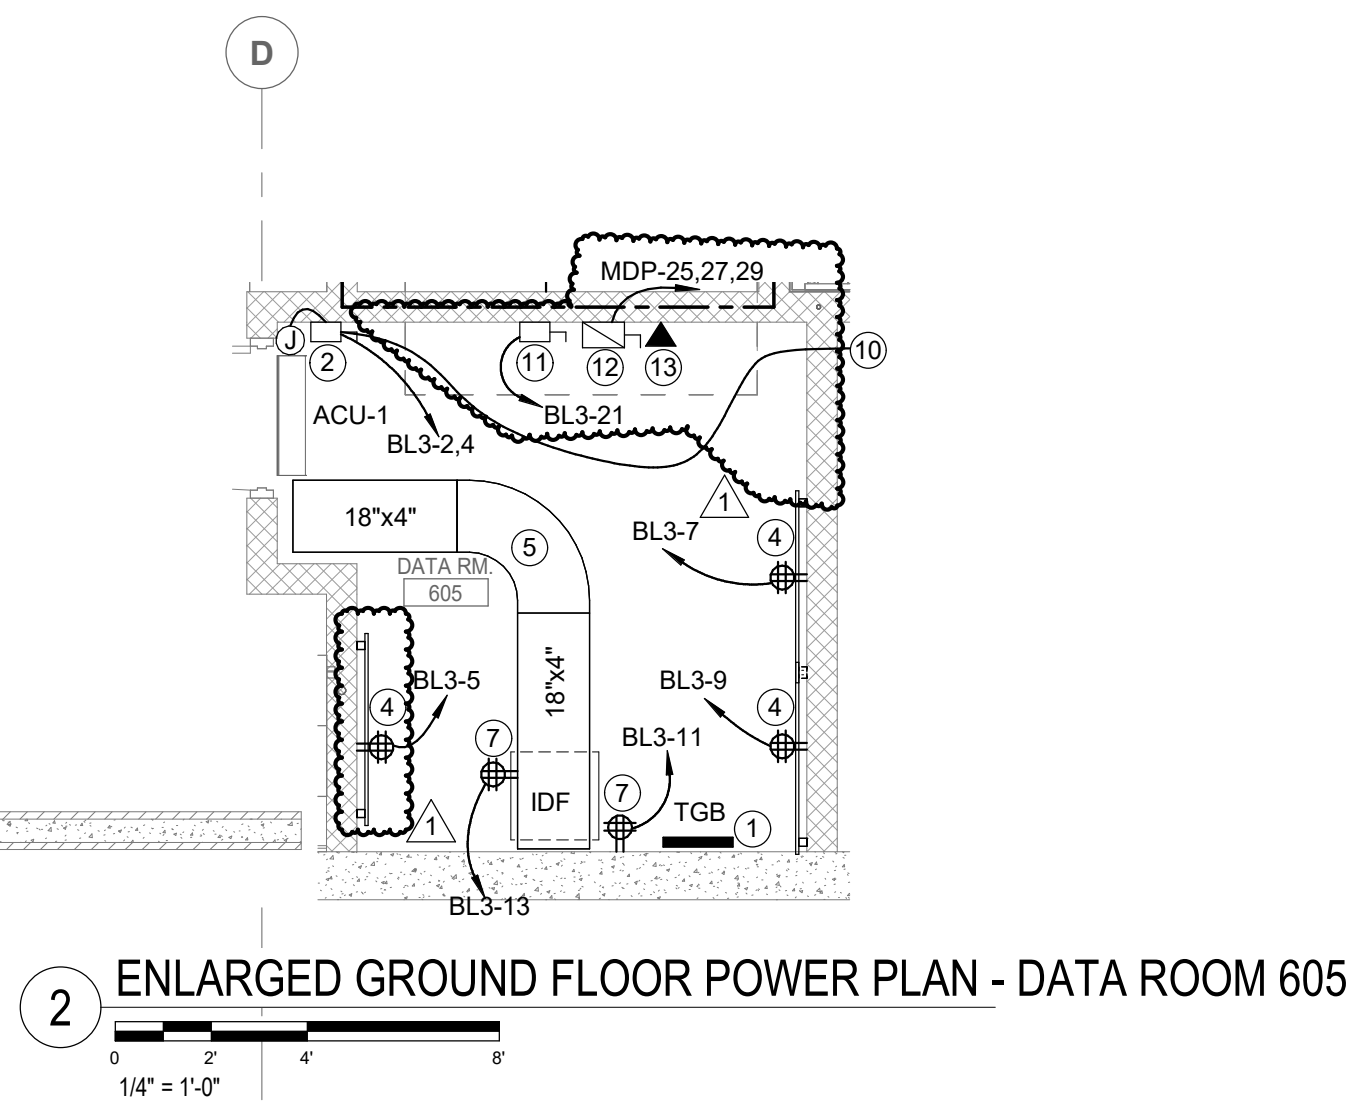 D
MDP-25,27,29
J
2
11
12
13
10
ACU-1
BL3-21
BL3-2,4
1
18"x4"
5
BL3-7
4
DATA RM.
605
18"x4"
BL3-5
4
BL3-9
4
7
BL3-11
7
IDF
TGB
1
1
BL3-13
2
ENLARGED GROUND FLOOR POWER PLAN - DATA ROOM 605
0 2' 4' 8'
1/4" = 1'-0"